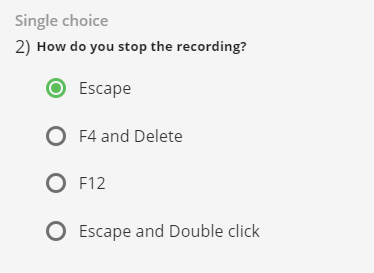 Single choice
2) How do you stop the recording?
Escape
F4 and Delete
F12
Escape and Double click